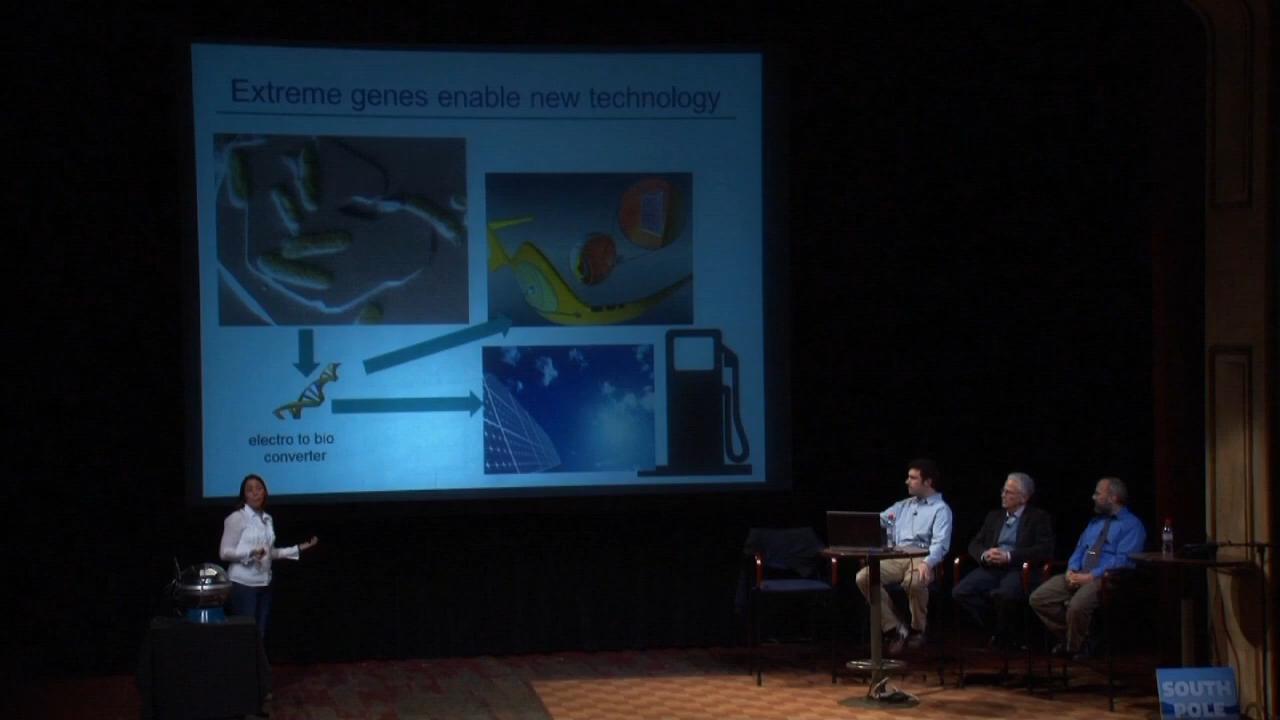 Extreme genes enable new technology
electro to bio
converter
SOUTH
POLE